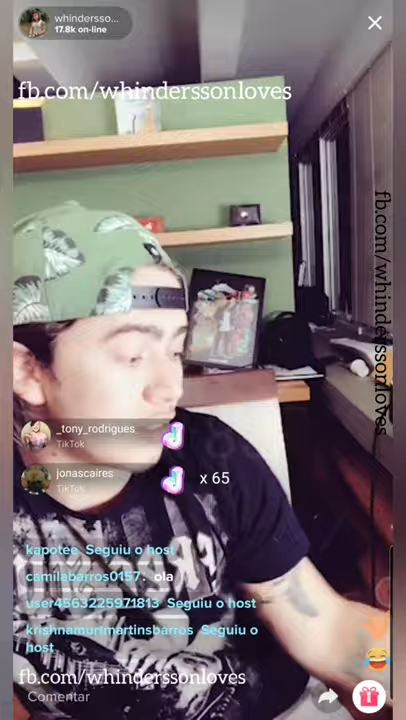 whindersso...
17.8k on-line
fb.com/whinderssonloves
fb.com/whinderssonloves
_tony_rodrigues
TikTok
jonascaires
TikTok
x 65
kapotee Seguiu o host
camilabarros0157: ola
user4563225971813 Seguiu o host
krishnamurimartinsbarros Seguiu o
host
fb.com/whinderssonloves
Comentar